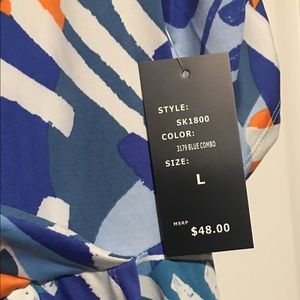 STYLE:
SK1800
COLOR:
3179 BLUE COMBO
SIZE:
L
MSRP
$48.00